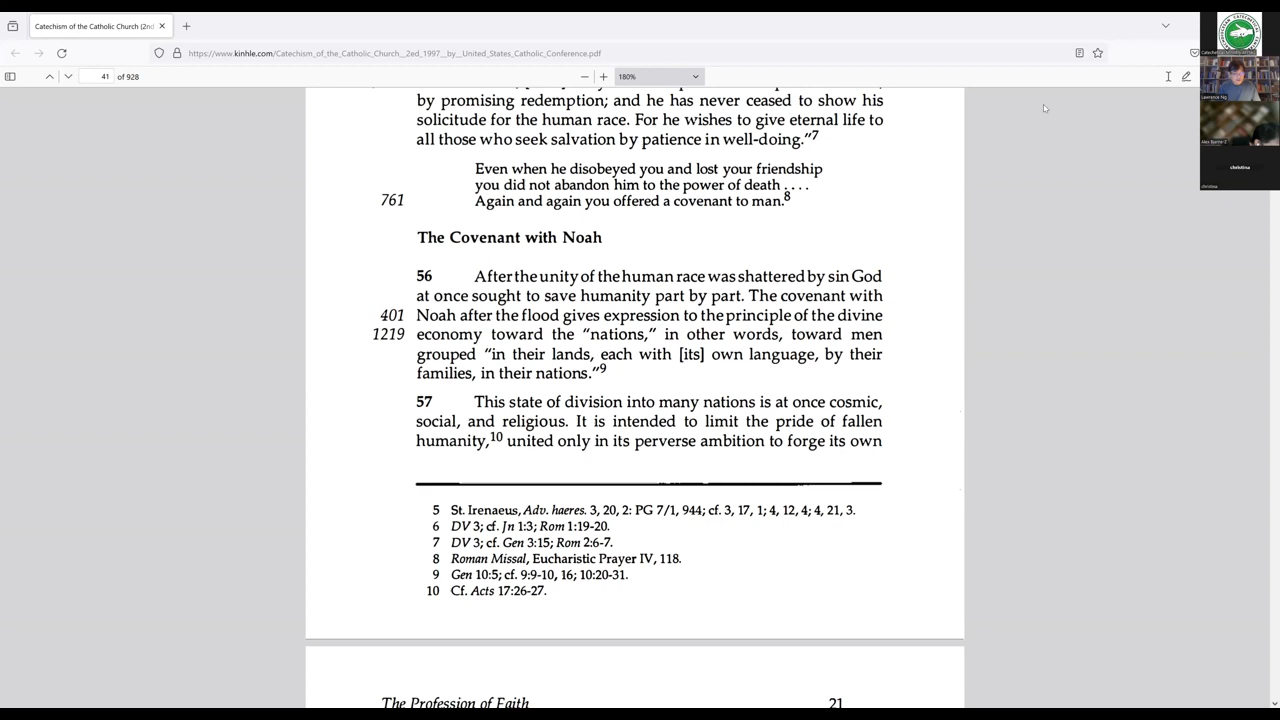 Catechism of the Catholic Church (2nd
https://www.kinhle.com/Catechism_of_the_Catholic_Church__2ed_1997__by__United_States_Catholic_Conference.pdf
41 of 928
180%
by promising redemption; and he has never ceased to show his
solicitude for the human race. For he wishes to give eternal life to
all those who seek salvation by patience in well-doing.”7
Even when he disobeyed you and lost your friendship
you did not abandon him to the power of death . . . .
761 Again and again you offered a covenant to man.8
The Covenant with Noah
56 After the unity of the human race was shattered by sin God
at once sought to save humanity part by part. The covenant with
401 Noah after the flood gives expression to the principle of the divine
1219 economy toward the “nations,” in other words, toward men
grouped “in their lands, each with [its] own language, by their
families, in their nations.”9
57 This state of division into many nations is at once cosmic,
social, and religious. It is intended to limit the pride of fallen
humanity,10 united only in its perverse ambition to forge its own
5 St. Irenaeus, Adv. haeres. 3, 20, 2: PG 7/1, 944; cf. 3, 17, 1; 4, 12, 4; 4, 21, 3.
6 DV 3; cf. Jn 1:3; Rom 1:19-20.
7 DV 3; cf. Gen 3:15; Rom 2:6-7.
8 Roman Missal, Eucharistic Prayer IV, 118.
9 Gen 10:5; cf. 9:9-10, 16; 10:20-31.
10 Cf. Acts 17:26-27.
The Profession of Faith 21
Lawrence Ng
christina
christina